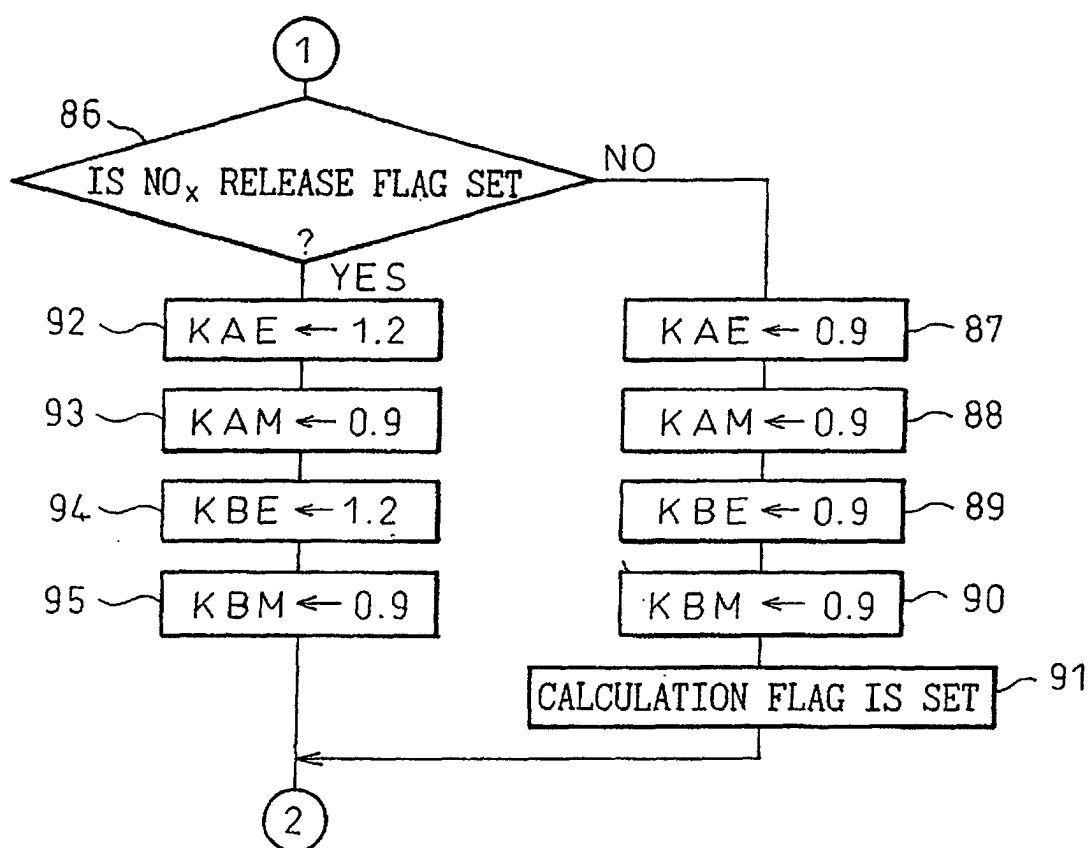 1
86
IS NOx RELEASE FLAG SET
?
NO
YES
92
KAE ← 1.2
93
KAM ← 0.9
94
KBE ← 1.2
95
KBM ← 0.9
KAE ← 0.9
87
KAM ← 0.9
88
KBE ← 0.9
89
KBM ← 0.9
90
CALCULATION FLAG IS SET
91
2